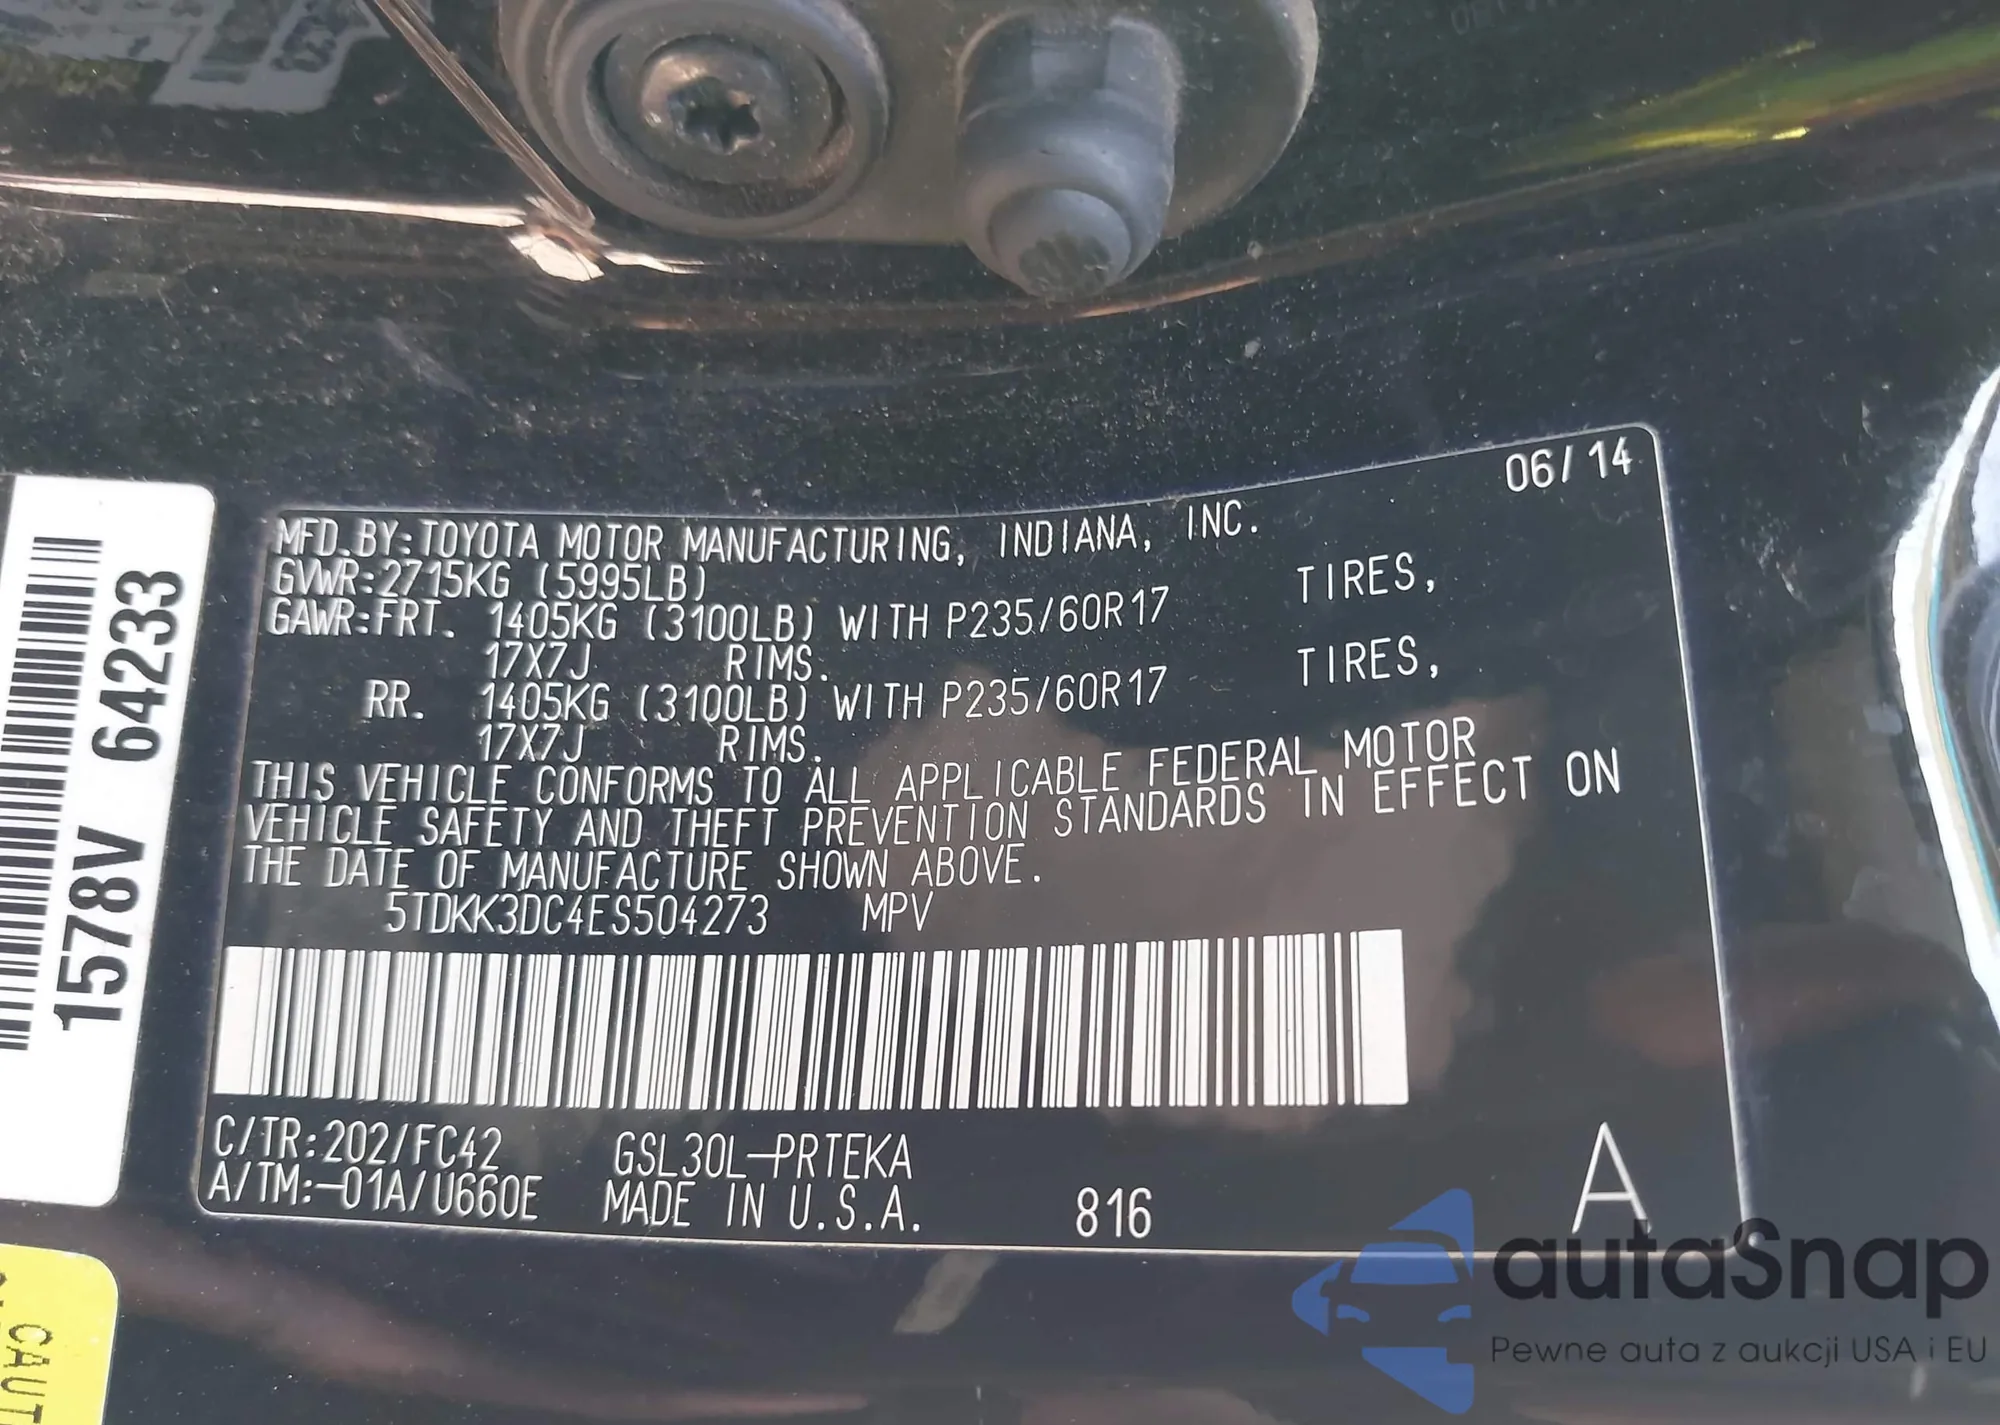 06/14
MFD.BY:TOYOTA MOTOR MANUFACTURING, INDIANA, INC.
GVWR:2715KG (5995LB)
GAWR:FRT. 1405KG (3100LB) WITH P235/60R17 TIRES,
17X7J RIMS.
RR. 1405KG (3100LB) WITH P235/60R17 TIRES,
17X7J RIMS.
THIS VEHICLE CONFORMS TO ALL APPLICABLE FEDERAL MOTOR
VEHICLE SAFETY AND THEFT PREVENTION STANDARDS IN EFFECT ON
THE DATE OF MANUFACTURE SHOWN ABOVE.
5TDKK3DC4ES504273 MPV
C/TR:202/FC42 GSL30L-PRTEKA
A/TM:-01A/U660E MADE IN U.S.A. 816 A
1578V 64233
autaSnap
Pewne auta z aukcji USA i EU